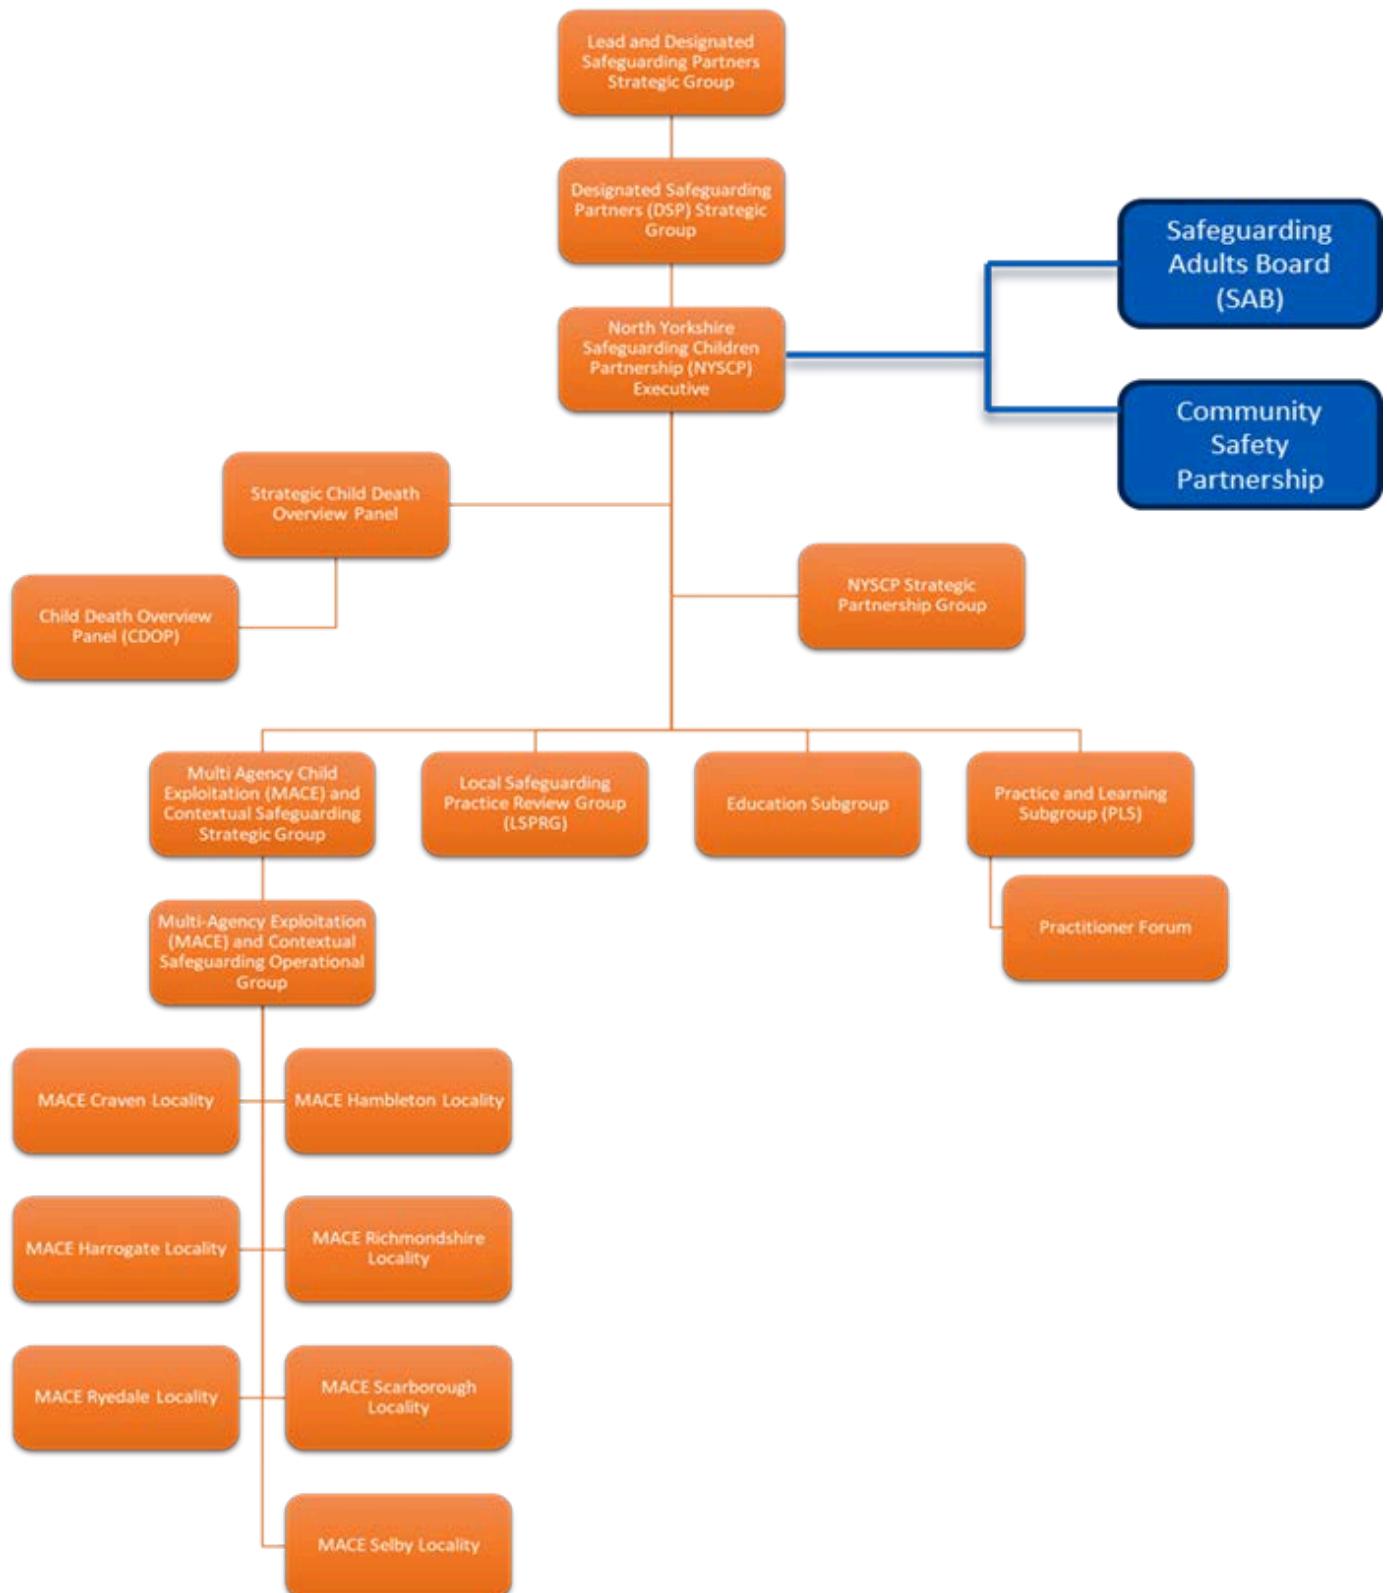 Lead and Designated
Safeguarding Partners
Strategic Group
Designated Safeguarding
Partners (DSP) Strategic
Group
North Yorkshire
Safeguarding Children
Partnership (NYSCP)
Executive
Safeguarding
Adults Board
(SAB)
Community
Safety
Partnership
Strategic Child Death
Overview Panel
Child Death Overview
Panel (CDOP)
NYSCP Strategic
Partnership Group
Multi Agency Child
Exploitation (MACE) and
Contextual Safeguarding
Strategic Group
Local Safeguarding
Practice Review Group
(LSPRG)
Education Subgroup
Practice and Learning
Subgroup (PLS)
Practitioner Forum
Multi-Agency Exploitation
(MACE) and Contextual
Safeguarding Operational
Group
MACE Craven Locality
MACE Hambleton Locality
MACE Harrogate Locality
MACE Richmondshire
Locality
MACE Ryedale Locality
MACE Scarborough
Locality
MACE Selby Locality